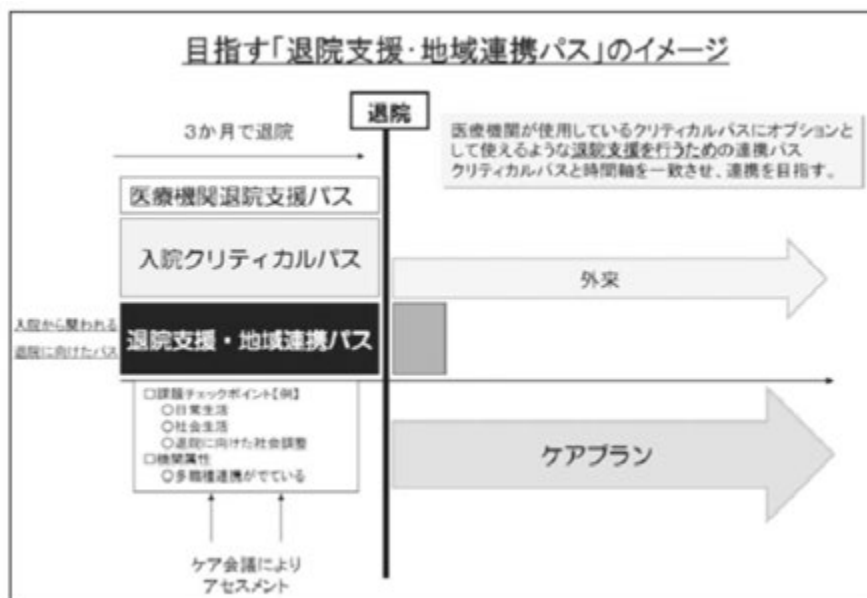 目指す「退院支援・地域連携パス」のイメージ
退院
3か月で退院
医療機関が使用しているクリティカルパスにオプションと
して使えるような退院支援を行うための連携パス
クリティカルパスと時間軸を一致させ、連携を目指す。
医療機関退院支援パス
入院クリティカルパス
外来
入院から関われる
退院に向けたパス
退院支援・地域連携パス
□課題チェックポイント【例】
○日常生活
○社会生活
○退院に向けた社会調整
□機関属性
○多職種連携がでている
ケアプラン
ケア会議により
アセスメント